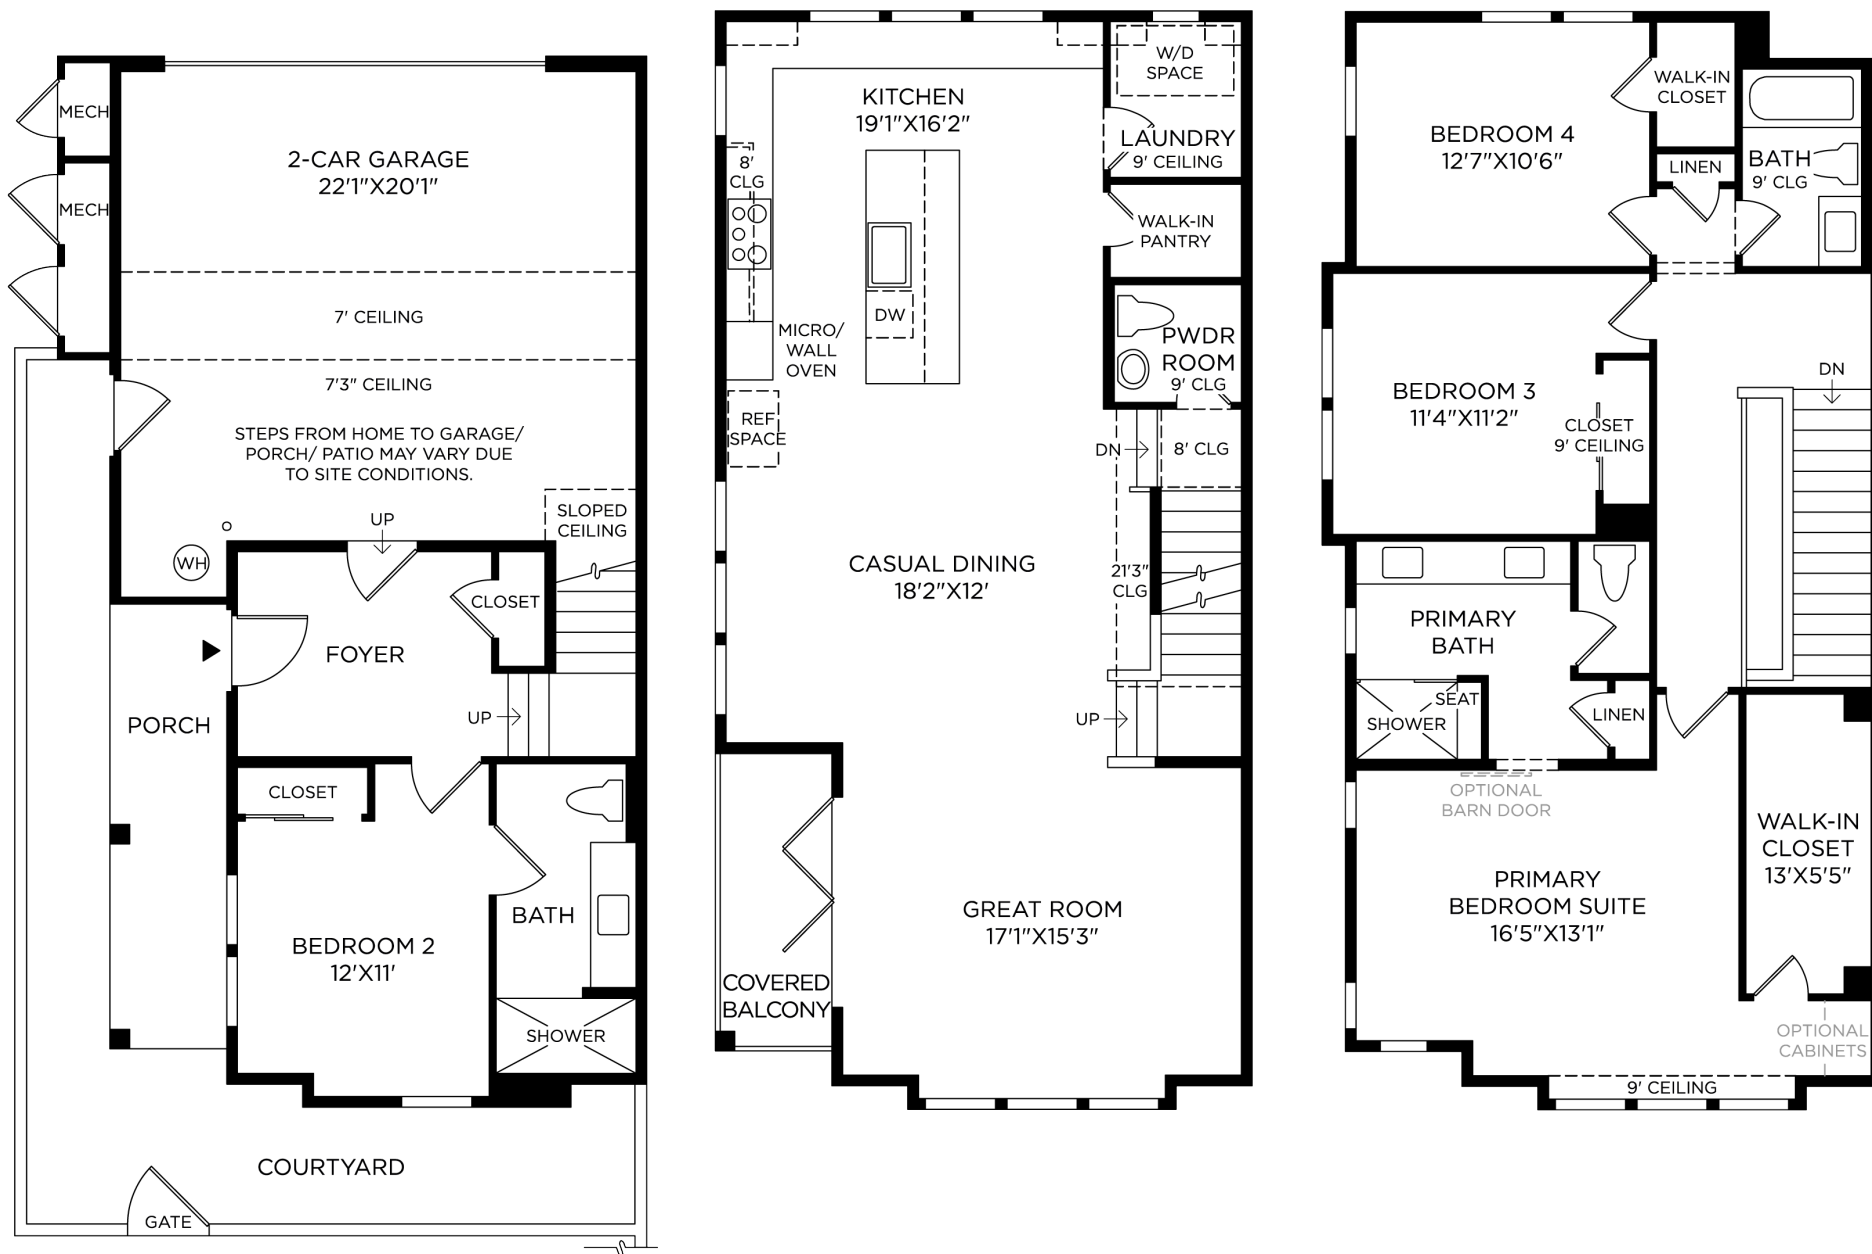 MECH
MECH
2-CAR GARAGE
22'1"X20'1"
7' CEILING
7'3" CEILING
STEPS FROM HOME TO GARAGE/
PORCH/ PATIO MAY VARY DUE
TO SITE CONDITIONS.
SLOPED
CEILING
UP
WH
CLOSET
FOYER
PORCH
UP
CLOSET
BATH
BEDROOM 2
12'X11'
SHOWER
COURTYARD
GATE
W/D
SPACE
KITCHEN
19'1"X16'2"
LAUNDRY
9' CEILING
8'
CLG
WALK-IN
PANTRY
DW
MICRO/
WALL
OVEN
PWDR
ROOM
9' CLG
REF
SPACE
DN
8' CLG
CASUAL DINING
18'2"X12'
21'3"
CLG
UP
GREAT ROOM
17'1"X15'3"
COVERED
BALCONY
WALK-IN
CLOSET
BEDROOM 4
12'7"X10'6"
LINEN
BATH
9' CLG
DN
BEDROOM 3
11'4"X11'2"
CLOSET
9' CEILING
PRIMARY
BATH
SEAT
SHOWER
LINEN
OPTIONAL
BARN DOOR
WALK-IN
CLOSET
13'X5'5"
PRIMARY
BEDROOM SUITE
16'5"X13'1"
OPTIONAL
CABINETS
9' CEILING